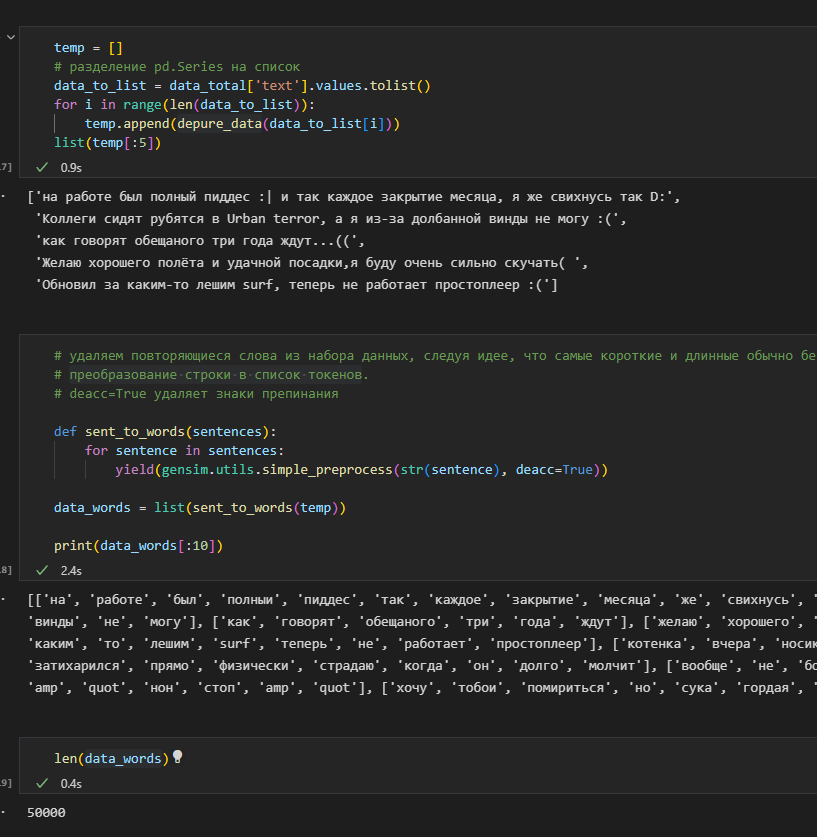 temp = []
# разделение pd.Series на список
data_to_list = data_total['text'].values.tolist()
for i in range(len(data_to_list)):
temp.append(depure_data(data_to_list[i]))
list(temp[:5])
7]
0.9s
['на работе был полный пиддес :| и так каждое закрытие месяца, я же свихнусь так D:',
'Коллеги сидят рубятся в Urban terror, а я из-за долбанной винды не могу :(',
'как говорят обещаного три года ждут...((',
'Желаю хорошего полёта и удачной посадки,я буду очень сильно скучать( ',
'Обновил за каким-то лешим surf, теперь не работает простоплеер :(']
# удаляем повторяющиеся слова из набора данных, следуя идее, что самые короткие и длинные обычно бе
# преобразование строки в список токенов.
# deacc=True удаляет знаки препинания
def sent_to_words(sentences):
for sentence in sentences:
yield(gensim.utils.simple_preprocess(str(sentence), deacc=True))
data_words = list(sent_to_words(temp))
print(data_words[:10])
8]
2.4s
[['на', 'работе', 'был', 'полныи', 'пиддес', 'так', 'каждое', 'закрытие', 'месяца', 'же', 'свихнусь', '
'винды', 'не', 'могу'], ['как', 'говорят', 'обещаного', 'три', 'года', 'ждут'], ['желаю', 'хорошего', '
'каким', 'то', 'лешим', 'surf', 'теперь', 'не', 'работает', 'простоплеер'], ['котенка', 'вчера', 'носик
'затихарился', 'прямо', 'физически', 'страдаю', 'когда', 'он', 'долго', 'молчит'], ['вообще', 'не', 'бо
'amp', 'quot', 'нон', 'стоп', 'amp', 'quot'], ['хочу', 'тобои', 'помириться', 'но', 'сука', 'гордая', '
len(data_words)
9]
0.4s
50000